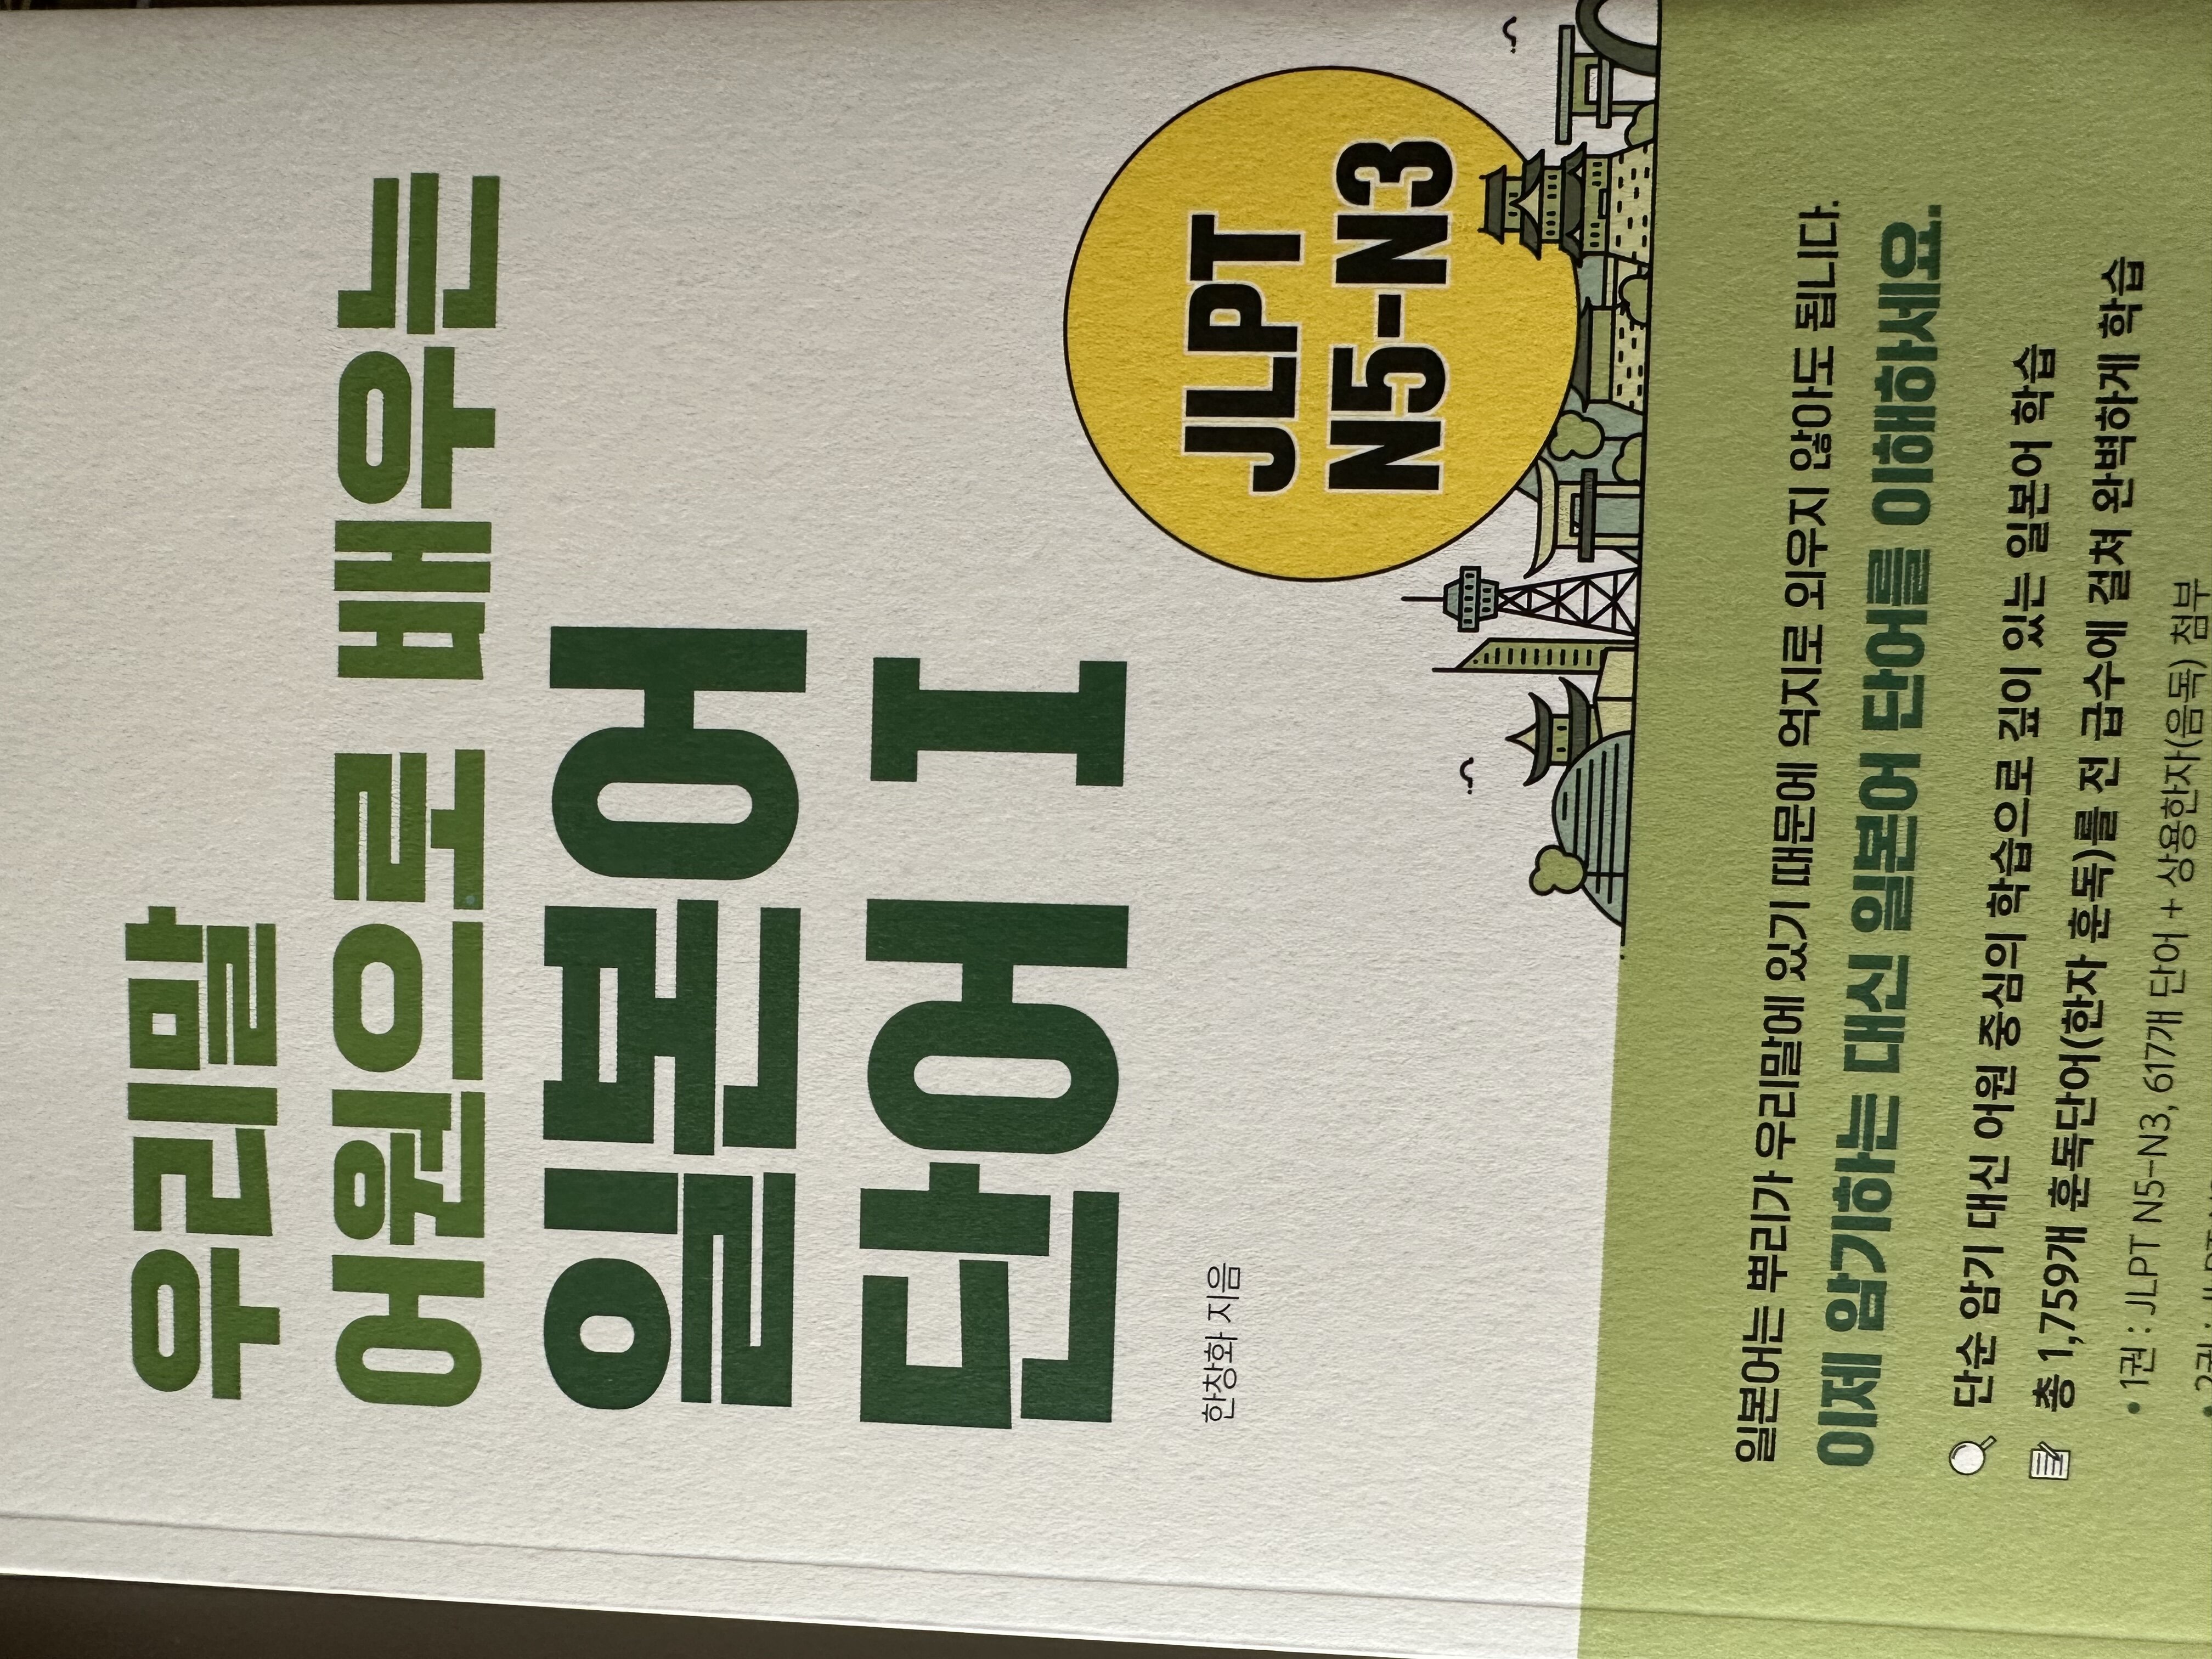 우리말
어원으로 배우는
일본어
단어 I
한창화 지음
JLPT
N5-N3
일본어는 뿌리가 우리말에 있기 때문에 억지로 외우지 않아도 됩니다.
이제 암기하는 대신 일본어 단어를 이해하세요.
단순 암기 대신 어원 중심의 학습으로 깊이 있는 일본어 학습
총 1,759개 훈독단어(한자 훈독)를 전 급수에 걸쳐 완벽하게 학습
• 1권 : JLPT N5-N3, 617개 단어 + 상용한자(음독) 첨부